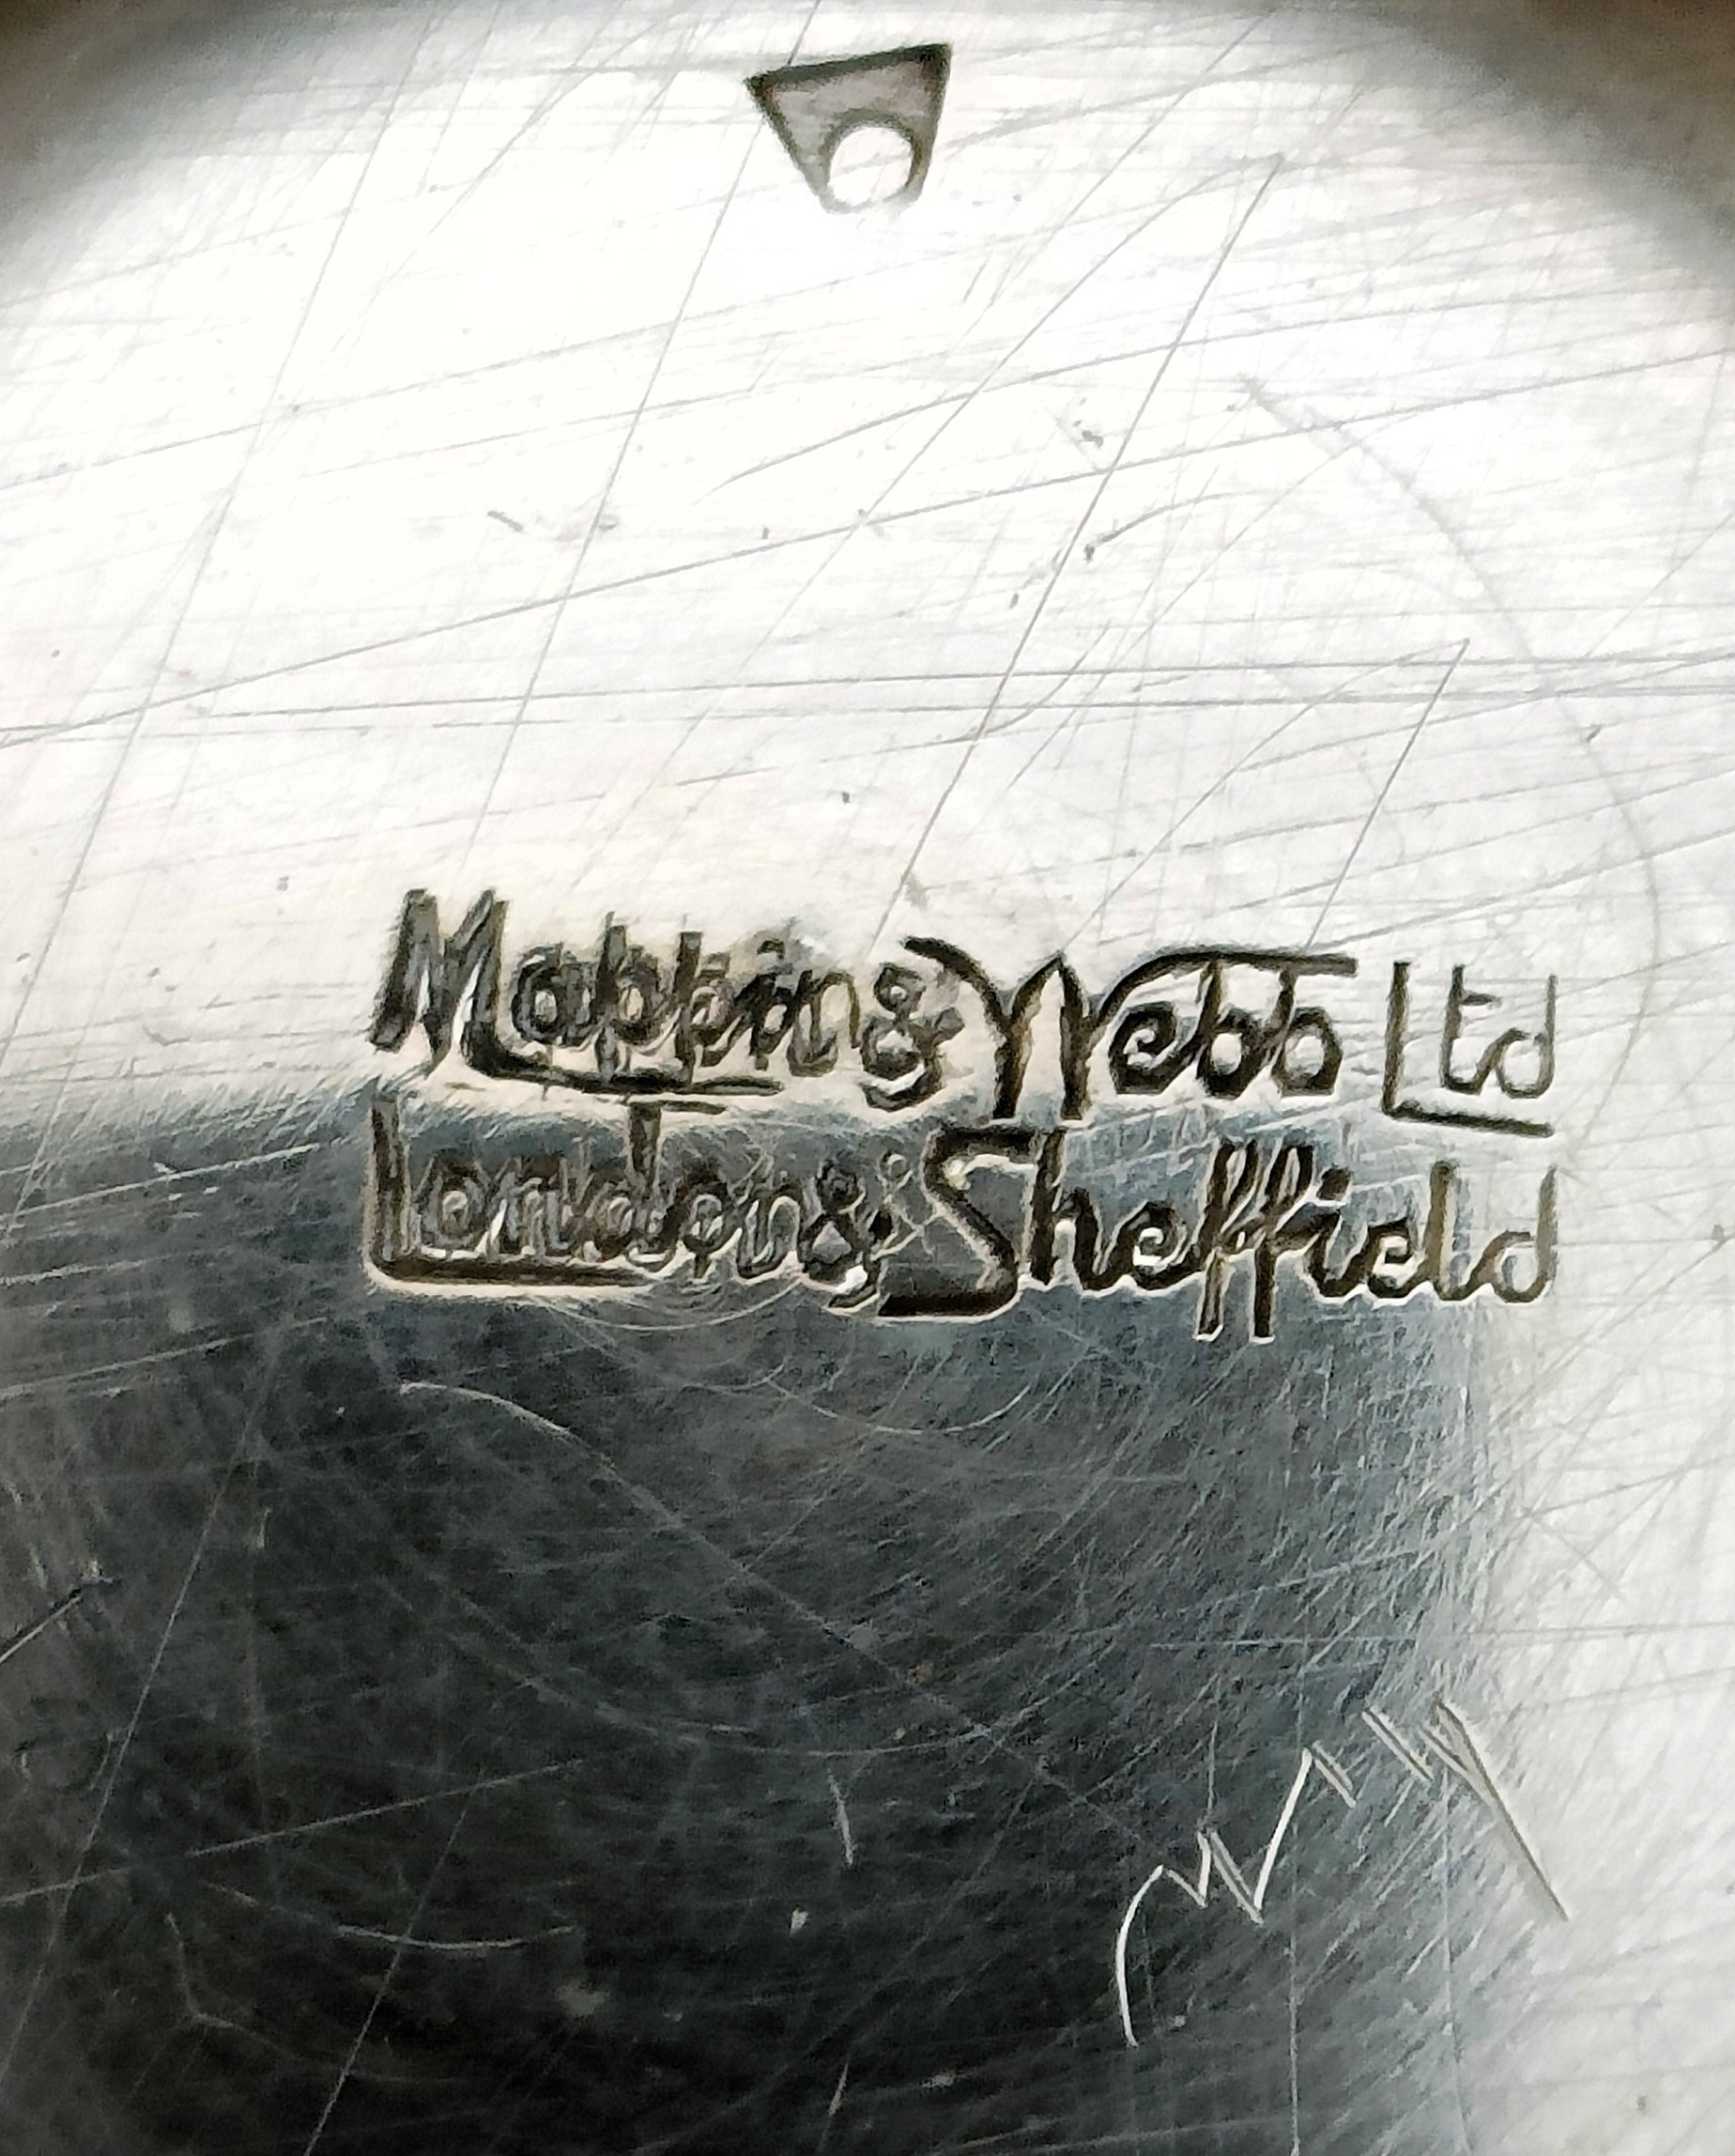 Mappin & Webb Ltd
London & Sheffield